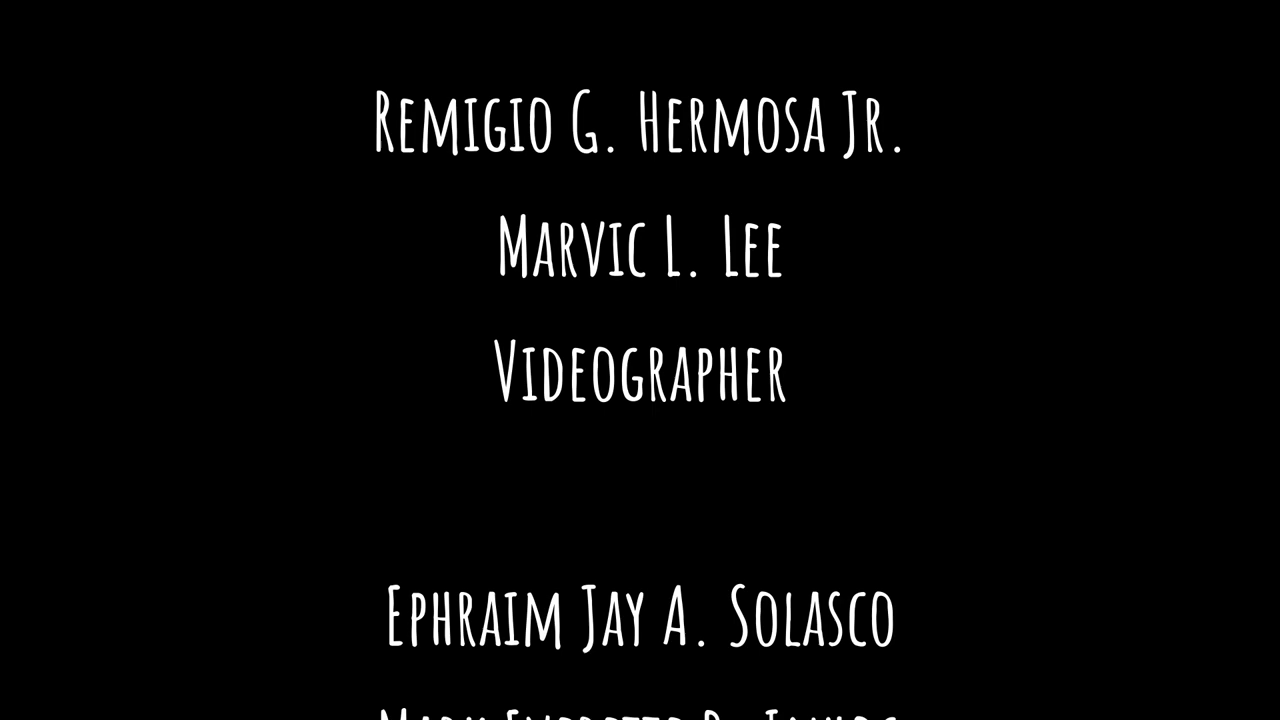 Remigio G. Hermosa Jr.
Marvic L. Lee
Videographer
Ephraim Jay A. Solasco